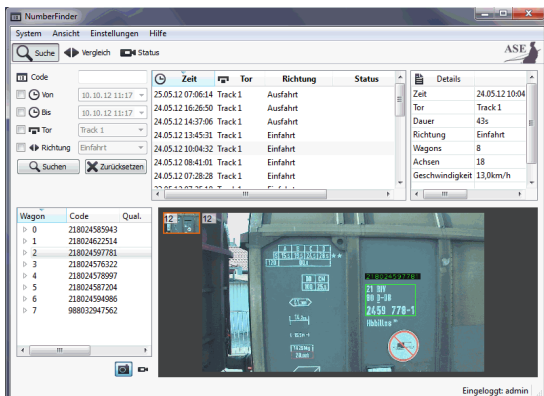 NumberFinder
System Ansicht Einstellungen Hilfe
Suche Vergleich Status
ASE
Code
Von 10.10.12 11:17
Bis 10.10.12 11:17
Tor Track 1
Richtung Einfahrt
Suchen Zurücksetzen
Zeit Tor Richtung Status
25.05.12 07:06:14 Track 1 Ausfahrt
24.05.12 16:26:50 Track 1 Ausfahrt
24.05.12 14:37:06 Track 1 Ausfahrt
24.05.12 13:45:31 Track 1 Einfahrt
24.05.12 10:04:32 Track 1 Einfahrt
24.05.12 08:41:01 Track 1 Einfahrt
24.05.12 07:28:28 Track 1 Einfahrt
Details
Zeit 24.05.12 10:04
Tor Track 1
Dauer 43s
Richtung Einfahrt
Wagons 8
Achsen 18
Geschwindigkeit 13,0km/h
Wagon Code Qual.
0 218024585943
1 218024622514
2 218024597781
3 218024576322
4 218024578997
5 218024587204
6 218024594986
7 988032947562
12 12
A B C
218024597781
21 RIV
80 D-DB
2459 778-1
Habillns
Eingeloggt: admin